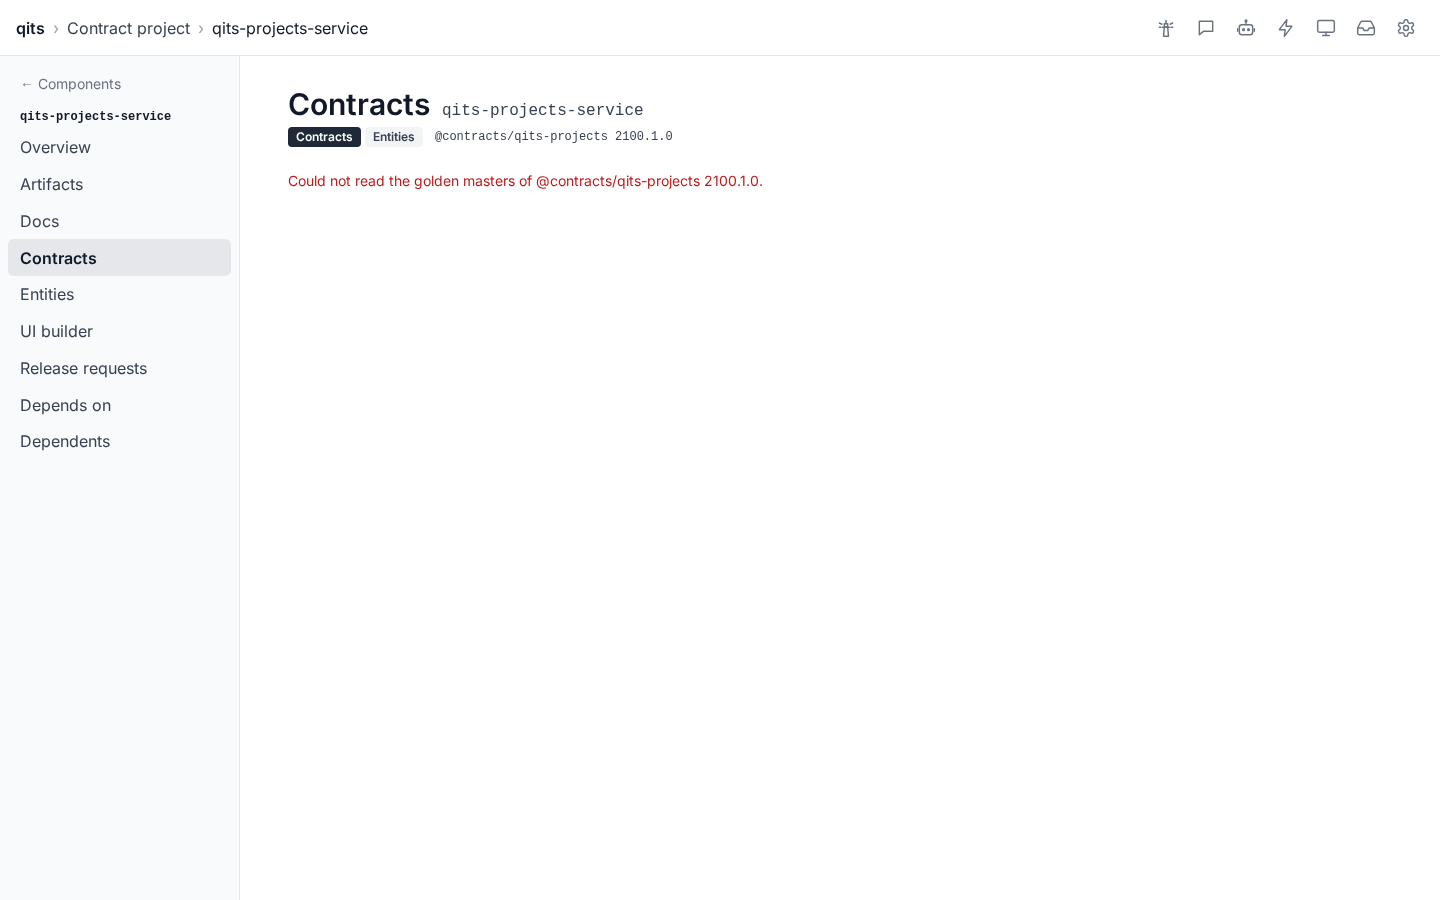 qits › Contract project › qits-projects-service
← Components
qits-projects-service
Overview
Artifacts
Docs
Contracts
Entities
UI builder
Release requests
Depends on
Dependents
Contracts qits-projects-service
Contracts Entities @contracts/qits-projects 2100.1.0
Could not read the golden masters of @contracts/qits-projects 2100.1.0.